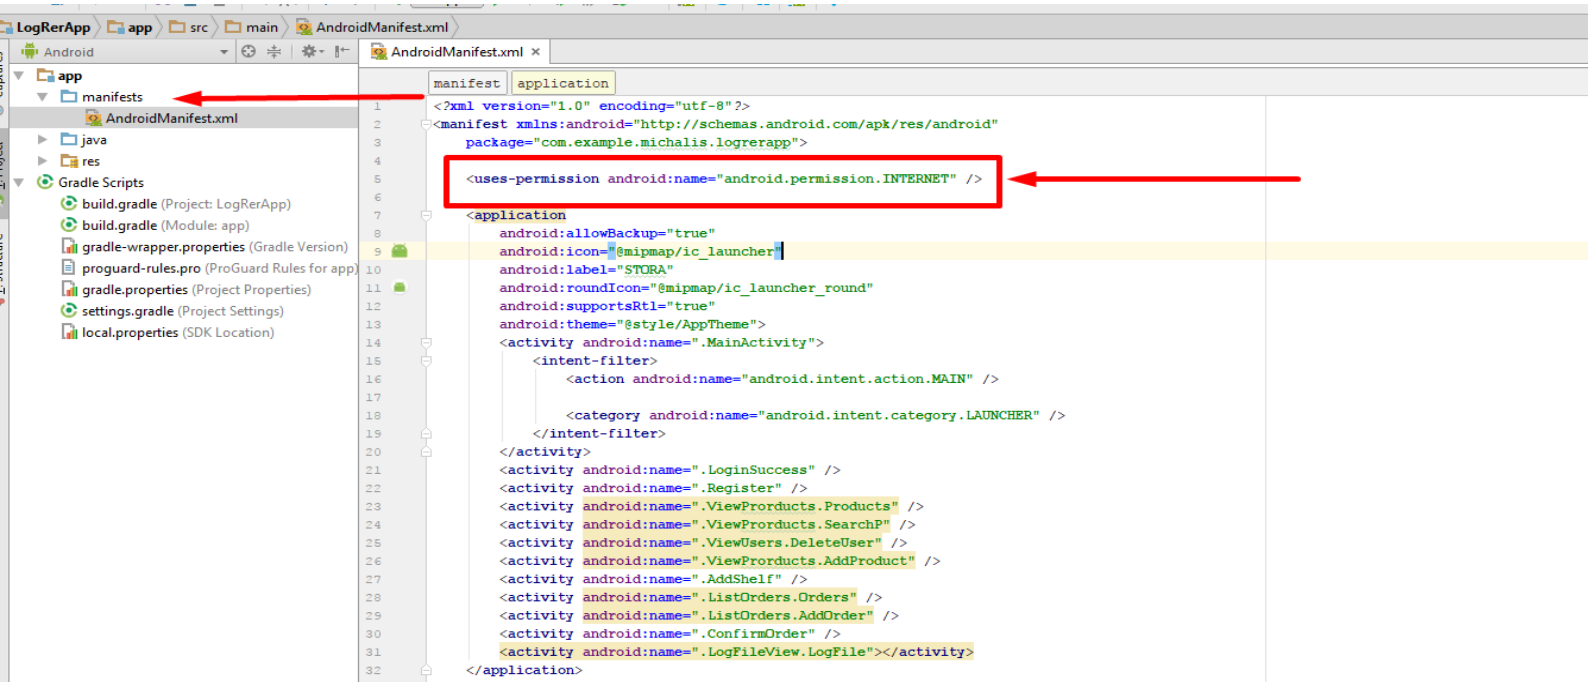 LogRerApp app src main AndroidManifest.xml
Android
AndroidManifest.xml ×
app
manifests
AndroidManifest.xml
java
res
Gradle Scripts
build.gradle (Project: LogRerApp)
build.gradle (Module: app)
gradle-wrapper.properties (Gradle Version)
proguard-rules.pro (ProGuard Rules for app)
gradle.properties (Project Properties)
settings.gradle (Project Settings)
local.properties (SDK Location)
manifest application
1 <?xml version="1.0" encoding="utf-8"?>
2 <manifest xmlns:android="http://schemas.android.com/apk/res/android"
3 package="com.example.michalis.logrerapp">
4
5 <uses-permission android:name="android.permission.INTERNET" />
6
7 <application
8 android:allowBackup="true"
9 android:icon="@mipmap/ic_launcher"
10 android:label="STORA"
11 android:roundIcon="@mipmap/ic_launcher_round"
12 android:supportsRtl="true"
13 android:theme="@style/AppTheme">
14 <activity android:name=".MainActivity">
15 <intent-filter>
16 <action android:name="android.intent.action.MAIN" />
17
18 <category android:name="android.intent.category.LAUNCHER" />
19 </intent-filter>
20 </activity>
21 <activity android:name=".LoginSuccess" />
22 <activity android:name=".Register" />
23 <activity android:name=".ViewProrducts.Products" />
24 <activity android:name=".ViewProrducts.SearchP" />
25 <activity android:name=".ViewUsers.DeleteUser" />
26 <activity android:name=".ViewProrducts.AddProduct" />
27 <activity android:name=".AddShelf" />
28 <activity android:name=".ListOrders.Orders" />
29 <activity android:name=".ListOrders.AddOrder" />
30 <activity android:name=".ConfirmOrder" />
31 <activity android:name=".LogFileView.LogFile"></activity>
32 </application>